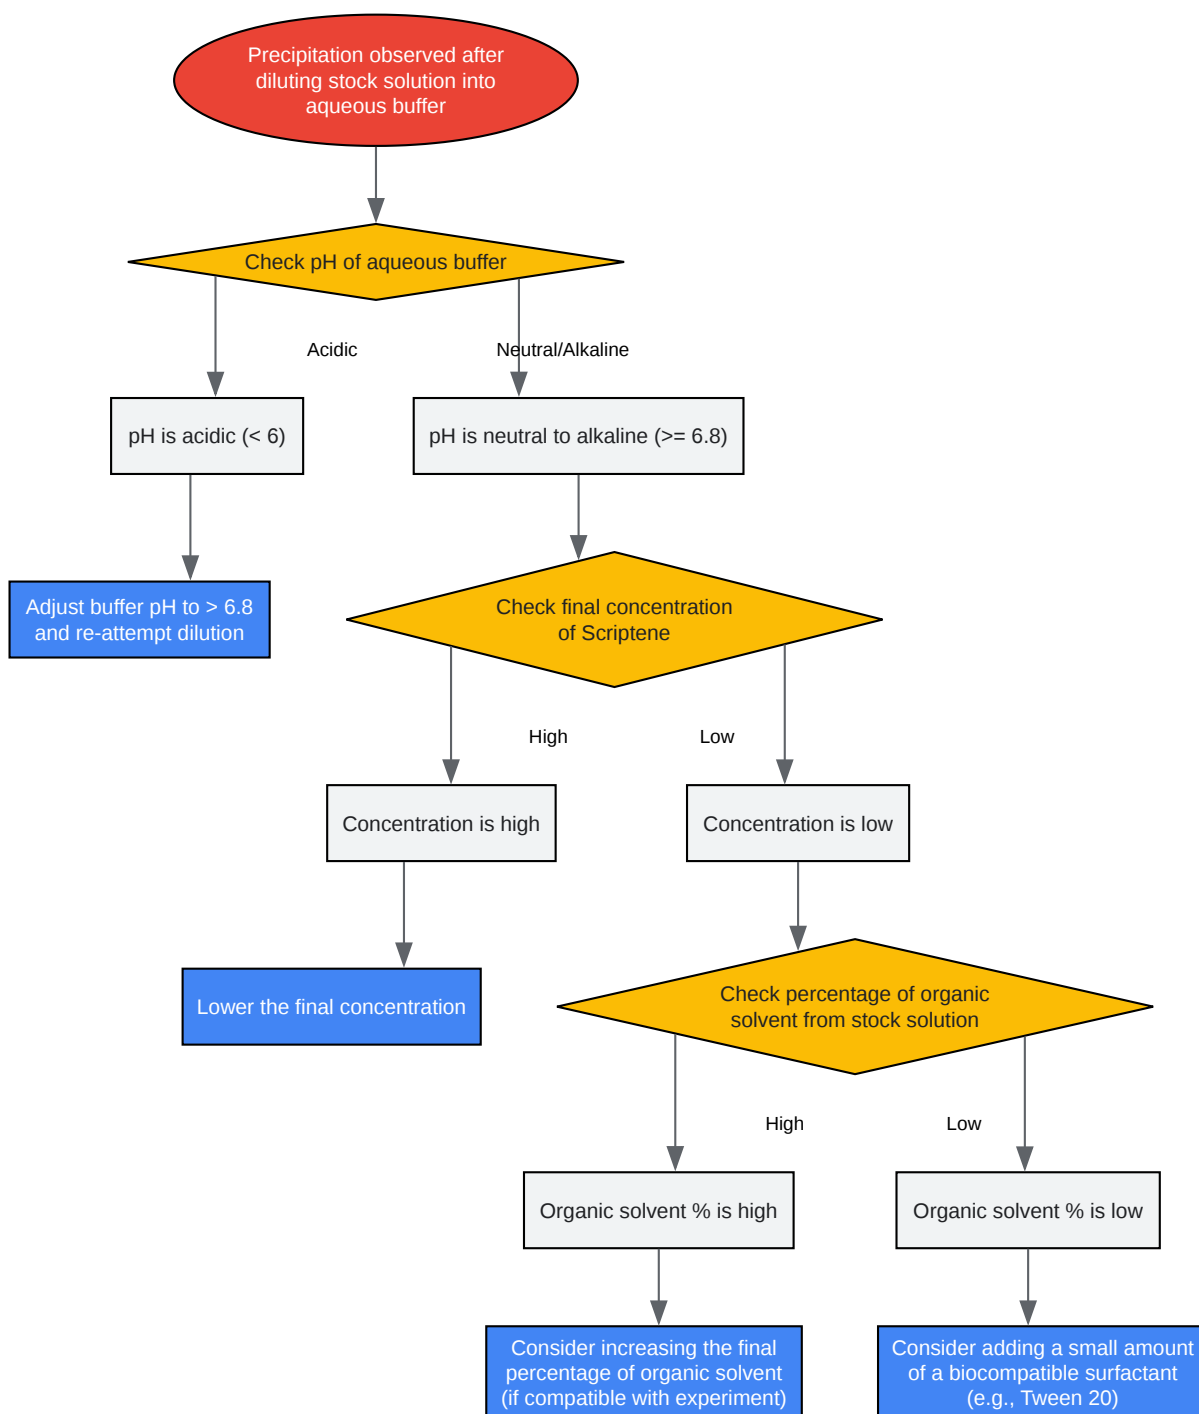 Precipitation observed after
diluting stock solution into
aqueous buffer
Check pH of aqueous buffer
Acidic
Neutral/Alkaline
pH is acidic (< 6)
pH is neutral to alkaline (>= 6.8)
Adjust buffer pH to > 6.8
and re-attempt dilution
Check final concentration
of Scriptene
High
Low
Concentration is high
Concentration is low
Lower the final concentration
Check percentage of organic
solvent from stock solution
High
Low
Organic solvent % is high
Organic solvent % is low
Consider increasing the final
percentage of organic solvent
(if compatible with experiment)
Consider adding a small amount
of a biocompatible surfactant
(e.g., Tween 20)